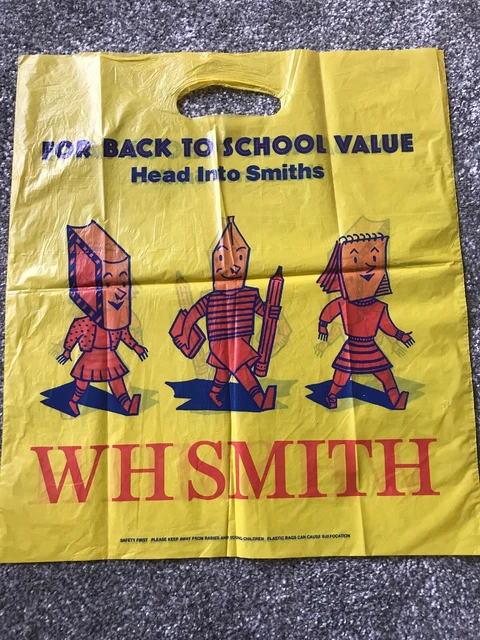 FOR BACK TO SCHOOL VALUE
Head Into Smiths
WH SMITH
SAFETY FIRST PLEASE KEEP AWAY FROM BABIES AND YOUNG CHILDREN. PLASTIC BAGS CAN CAUSE SUFFOCATION